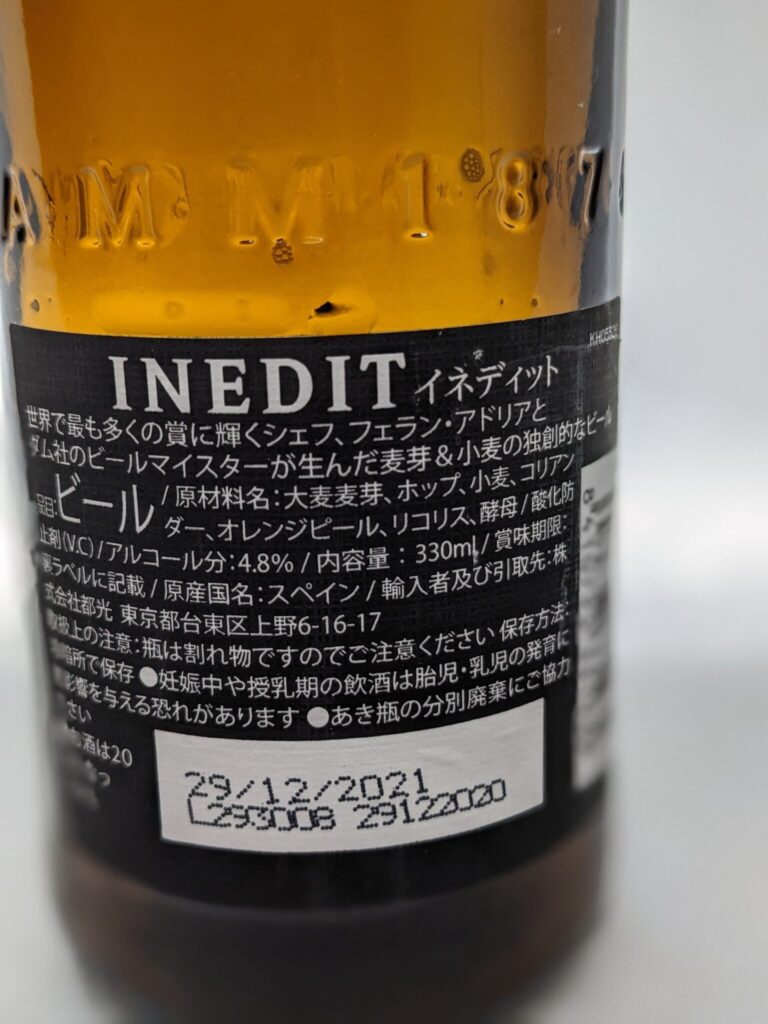 AMM 187
KH0552
INEDIT イネディット
世界で最も多くの賞に輝くシェフ、フェラン・アドリアと
ダム社のビールマイスターが生んだ麦芽&小麦の独創的なビール
品目:ビール / 原材料名:大麦麦芽、ホップ、小麦、コリアン
ダー、オレンジピール、リコリス、酵母 / 酸化防
止剤(V.C) / アルコール分:4.8% / 内容量:330ml / 賞味期限:
裏ラベルに記載 / 原産国名:スペイン / 輸入者及び引取先:株
式会社都光 東京都台東区上野6-16-17
取扱上の注意:瓶は割れ物ですのでご注意ください 保存方法:
暗所で保存 ●妊娠中や授乳期の飲酒は胎児・乳児の発育に
影響を与える恐れがあります ●あき瓶の分別廃棄にご協力
さい
お酒は20
29/12/2021
L293008 29122020